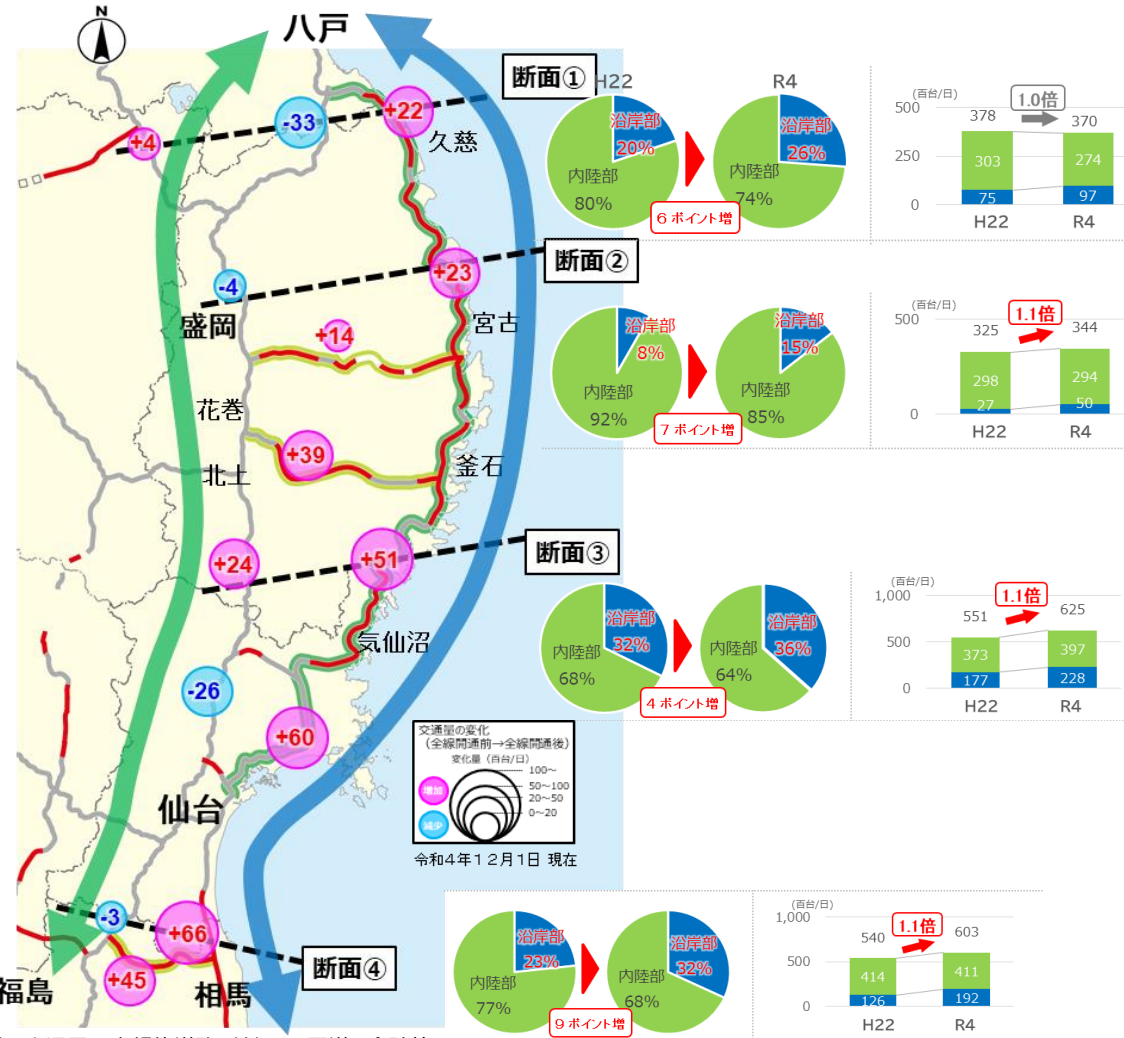 N
八戸
断面①
-33
+22
+4
久慈
断面②
-4
+23
盛岡
宮古
+14
花巻
+39
釜石
北上
断面③
+24
+51
気仙沼
-26
+60
仙台
交通量の変化
(全線開通前→全線開通後)
変化量(百台/日)
100～
50～100
20～50
0～20
増加
減少
令和4年12月1日 現在
-3
+66
断面④
+45
福島
相馬
H22
R4
沿岸部
20%
内陸部
80%
沿岸部
26%
内陸部
74%
6ポイント増
(百台/日)
500
250
0
1.0倍
378
370
303
274
75
97
H22
R4
沿岸部
8%
内陸部
92%
沿岸部
15%
内陸部
85%
7ポイント増
(百台/日)
500
0
1.1倍
325
344
298
294
27
50
H22
R4
沿岸部
32%
内陸部
68%
沿岸部
36%
内陸部
64%
4ポイント増
(百台/日)
1,000
500
0
1.1倍
551
625
373
397
177
228
H22
R4
沿岸部
23%
内陸部
77%
沿岸部
32%
内陸部
68%
9ポイント増
(百台/日)
1,000
500
0
1.1倍
540
603
414
411
126
192
H22
R4